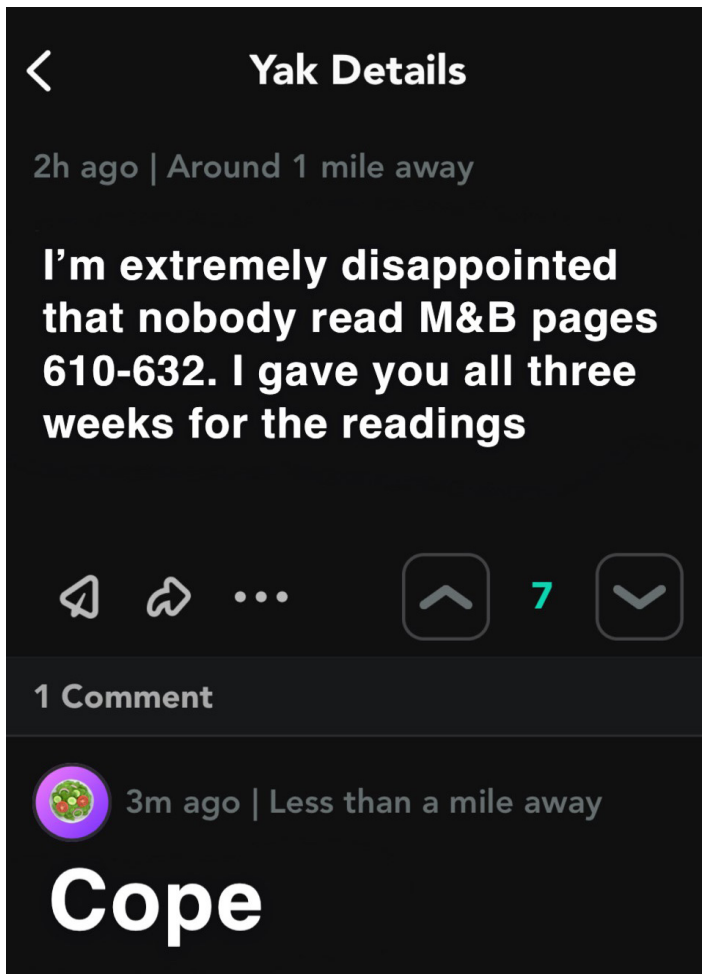 Yak Details
2h ago | Around 1 mile away
I’m extremely disappointed
that nobody read M&B pages
610-632. I gave you all three
weeks for the readings
7
1 Comment
3m ago | Less than a mile away
Cope